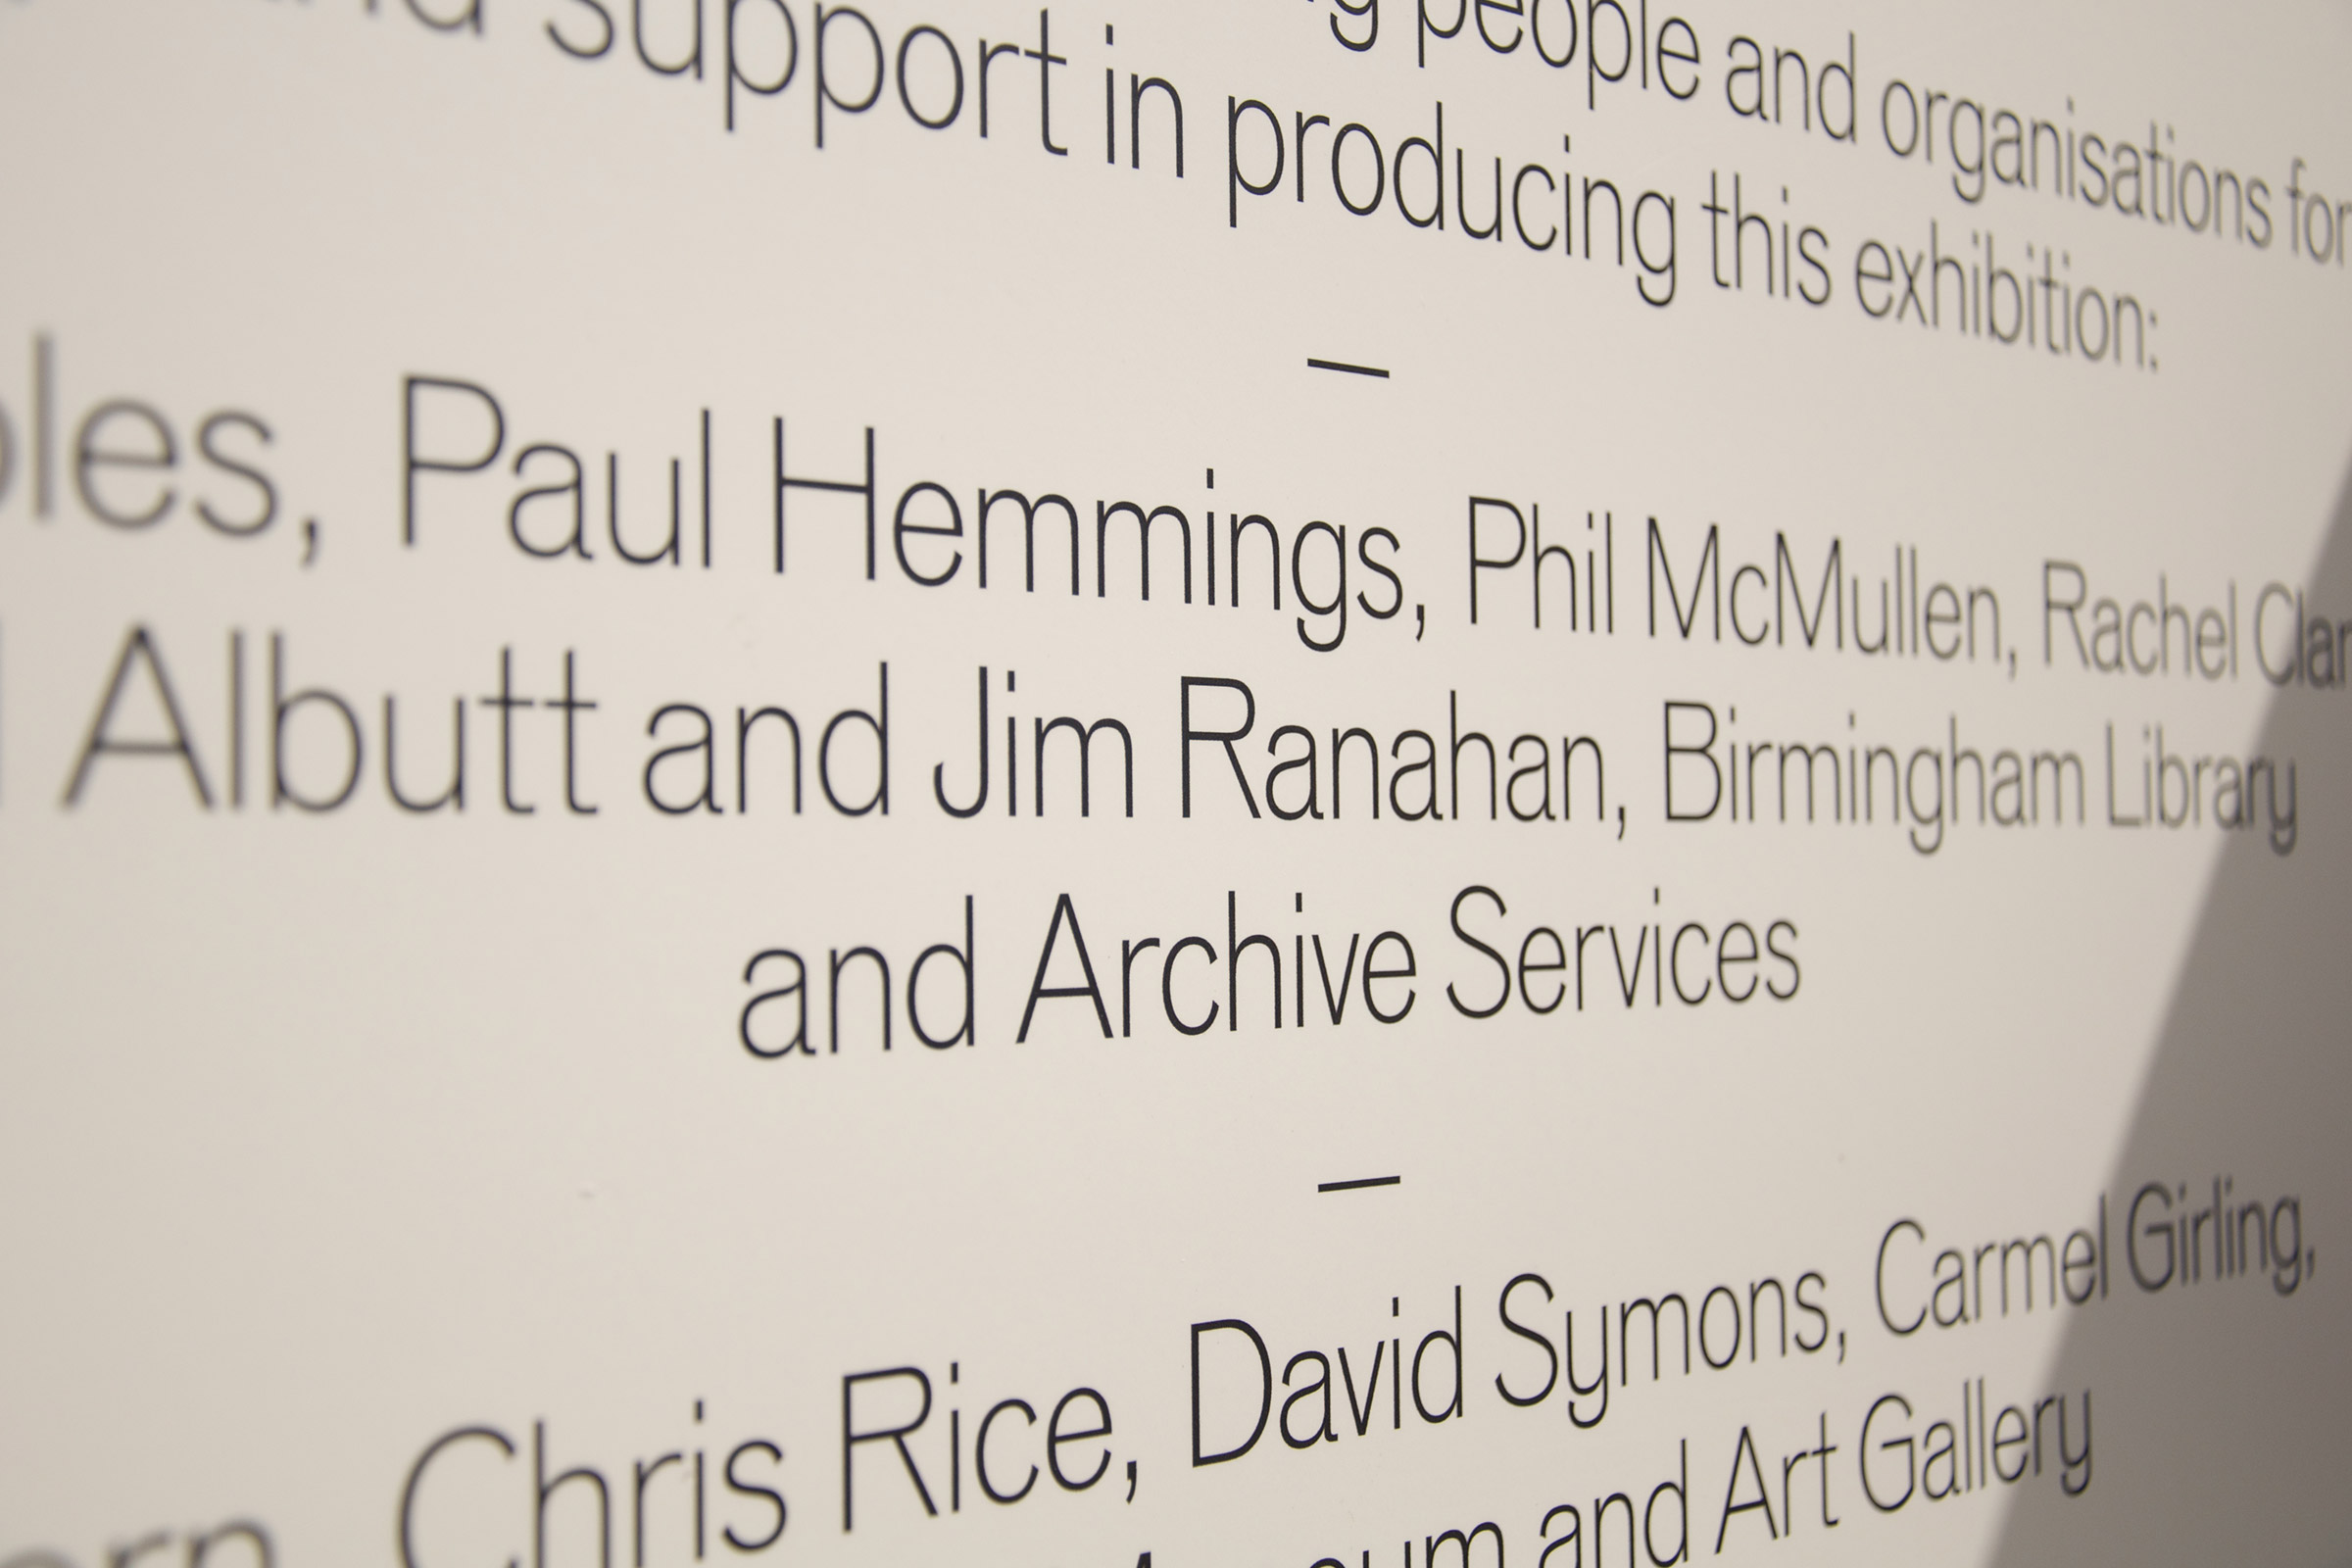 people and organisations for
support in producing this exhibition:
–
Paul Hemmings, Phil McMullen, Rachel
Albutt and Jim Ranahan, Birmingham Library
and Archive Services
–
Chris Rice, David Symons, Carmel Girling,
and Art Gallery